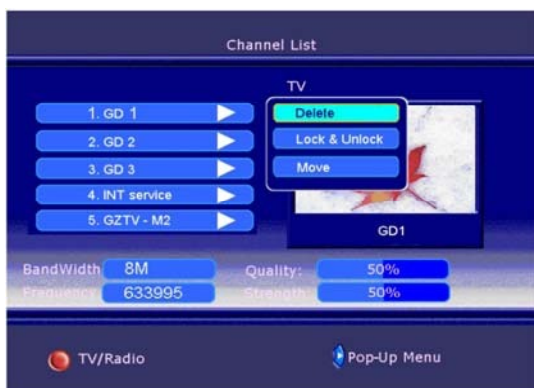 Channel List
TV
1. GD 1
2. GD 2
3. GD 3
4. INT service
5. GZTV - M2
Delete
Lock & Unlock
Move
GD1
BandWidth 8M
Quality: 50%
Frequency 633995
Strength 50%
TV/Radio
Pop-Up Menu